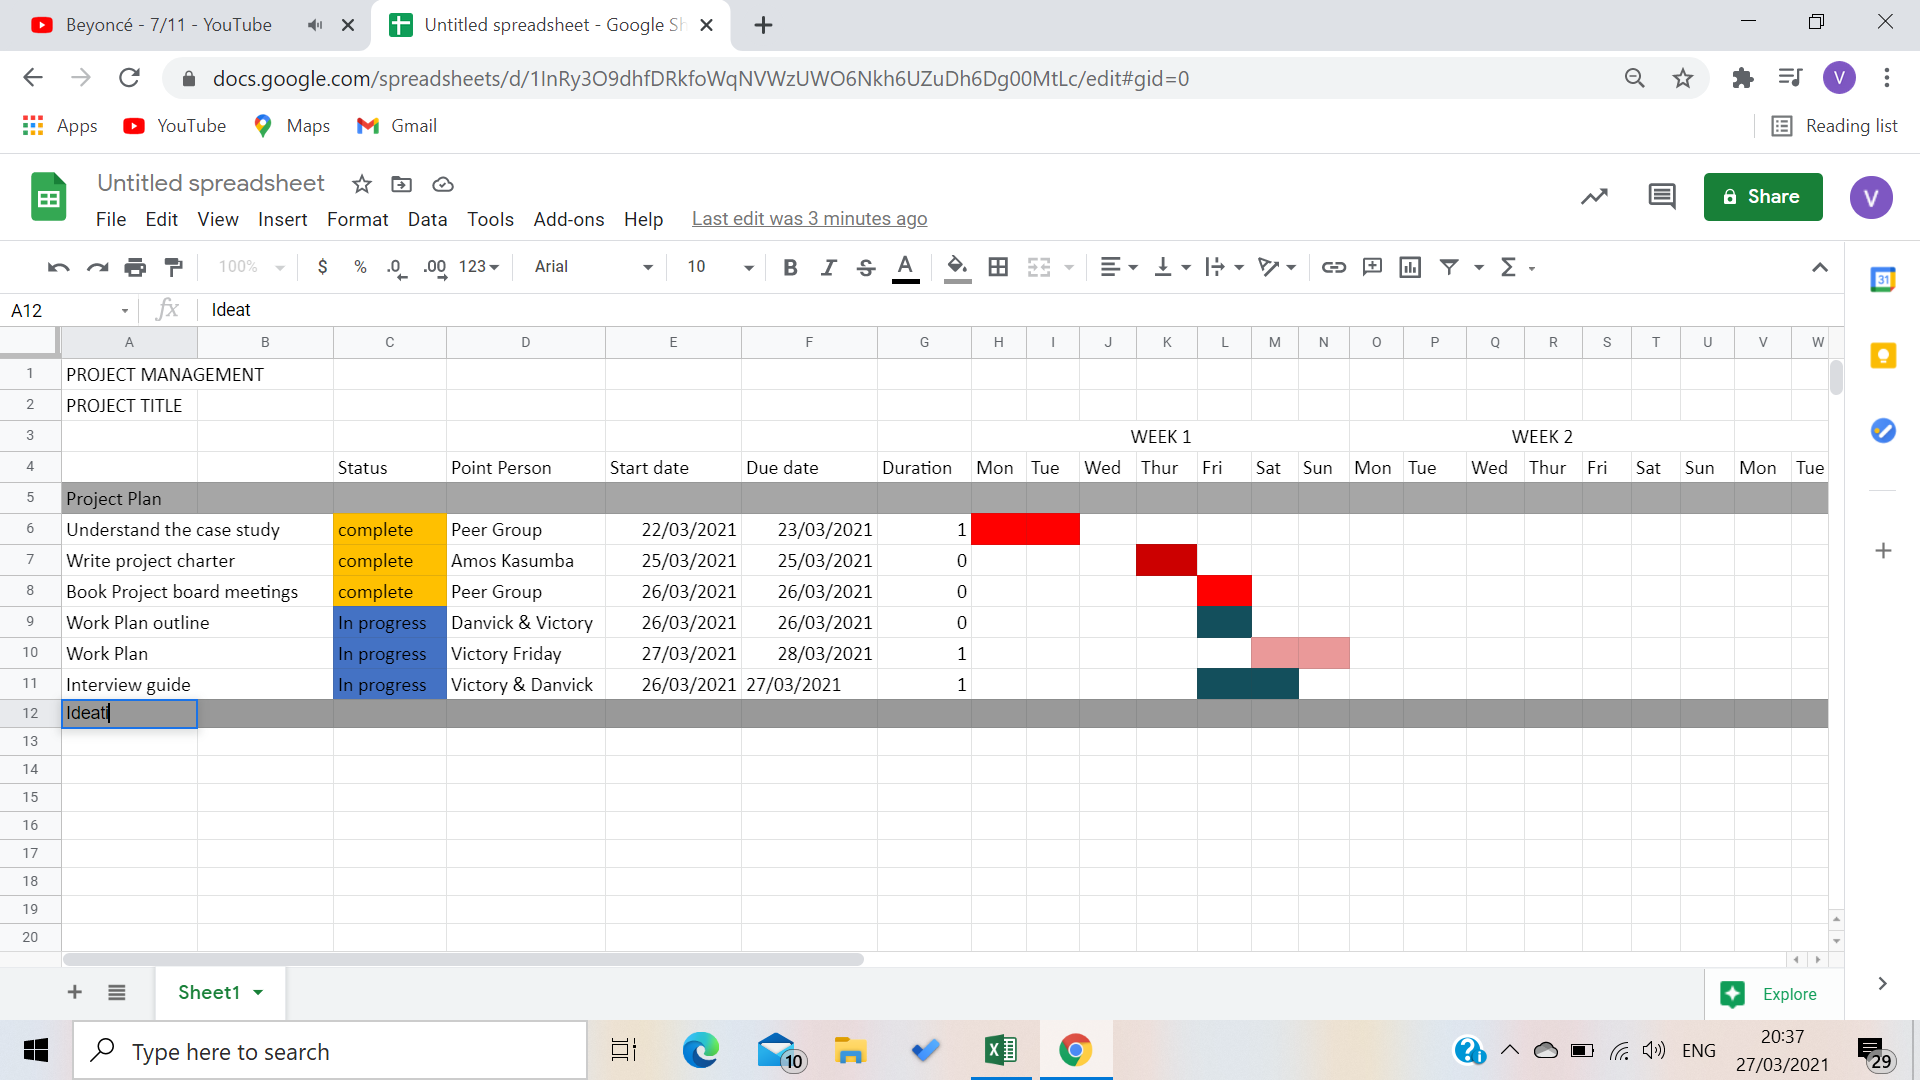 Beyoncé - 7/11 - YouTube
Untitled spreadsheet - Google Sh
docs.google.com/spreadsheets/d/1InRy3O9dhfDRkfoWqNVWzUWO6Nkh6UZuDh6Dg00MtLc/edit#gid=0
V
Apps YouTube Maps Gmail Reading list
Untitled spreadsheet
Share V
File Edit View Insert Format Data Tools Add-ons Help Last edit was 3 minutes ago
100% $ % .0 .00 123 Arial 10 B I S A Σ
31
A12 fx Ideat
A B C D E F G H I J K L M N O P Q R S T U V W
1 PROJECT MANAGEMENT
2 PROJECT TITLE
3 WEEK 1 WEEK 2
4 Status Point Person Start date Due date Duration Mon Tue Wed Thur Fri Sat Sun Mon Tue Wed Thur Fri Sat Sun Mon Tue
5 Project Plan
6 Understand the case study complete Peer Group 22/03/2021 23/03/2021 1
7 Write project charter complete Amos Kasumba 25/03/2021 25/03/2021 0
8 Book Project board meetings complete Peer Group 26/03/2021 26/03/2021 0
9 Work Plan outline In progress Danvick & Victory 26/03/2021 26/03/2021 0
10 Work Plan In progress Victory Friday 27/03/2021 28/03/2021 1
11 Interview guide In progress Victory & Danvick 26/03/2021 27/03/2021 1
12 Ideati
13
14
15
16
17
18
19
20
Sheet1 Explore
Type here to search
10
ENG
20:37
27/03/2021
29